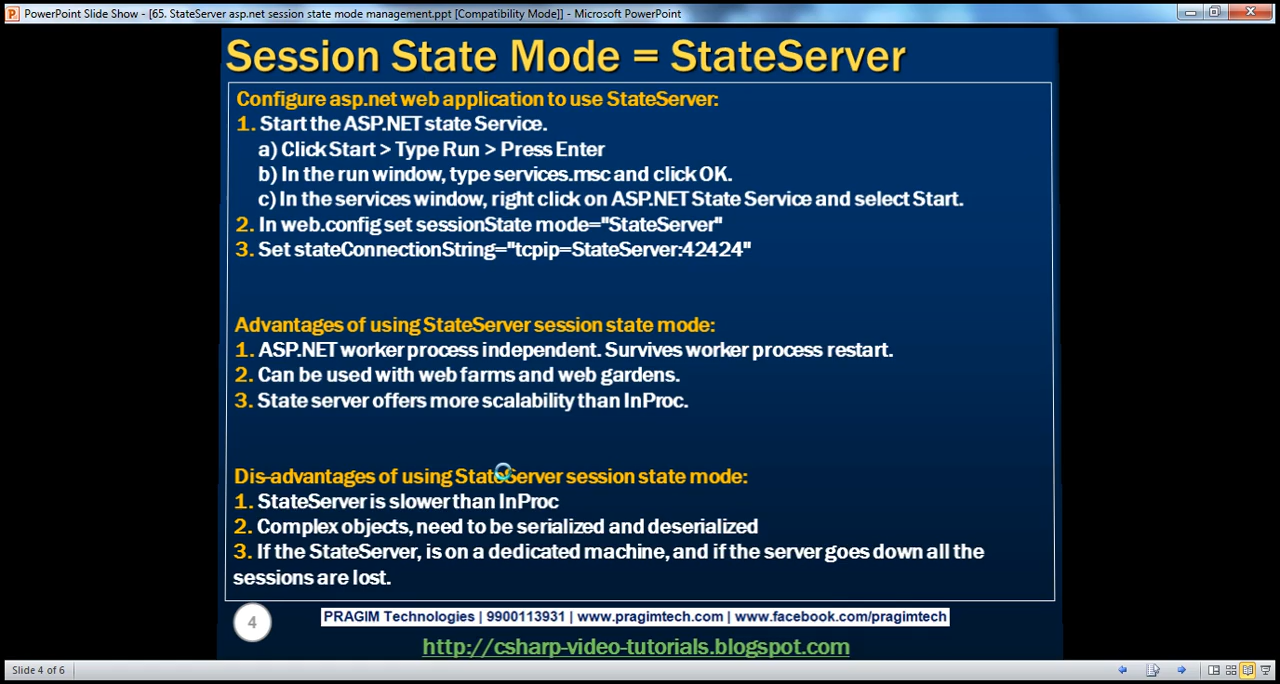 PowerPoint Slide Show - [65. StateServer asp.net session state mode management.ppt [Compatibility Mode]] - Microsoft PowerPoint
Session State Mode = StateServer
Configure asp.net web application to use StateServer:
1. Start the ASP.NET state Service.
a) Click Start > Type Run > Press Enter
b) In the run window, type services.msc and click OK.
c) In the services window, right click on ASP.NET State Service and select Start.
2. In web.config set sessionState mode="StateServer"
3. Set stateConnectionString="tcpip=StateServer:42424"
Advantages of using StateServer session state mode:
1. ASP.NET worker process independent. Survives worker process restart.
2. Can be used with web farms and web gardens.
3. State server offers more scalability than InProc.
Dis-advantages of using StateServer session state mode:
1. StateServer is slower than InProc
2. Complex objects, need to be serialized and deserialized
3. If the StateServer, is on a dedicated machine, and if the server goes down all the
sessions are lost.
4
PRAGIM Technologies | 9900113931 | www.pragimtech.com | www.facebook.com/pragimtech
http://csharp-video-tutorials.blogspot.com
Slide 4 of 6